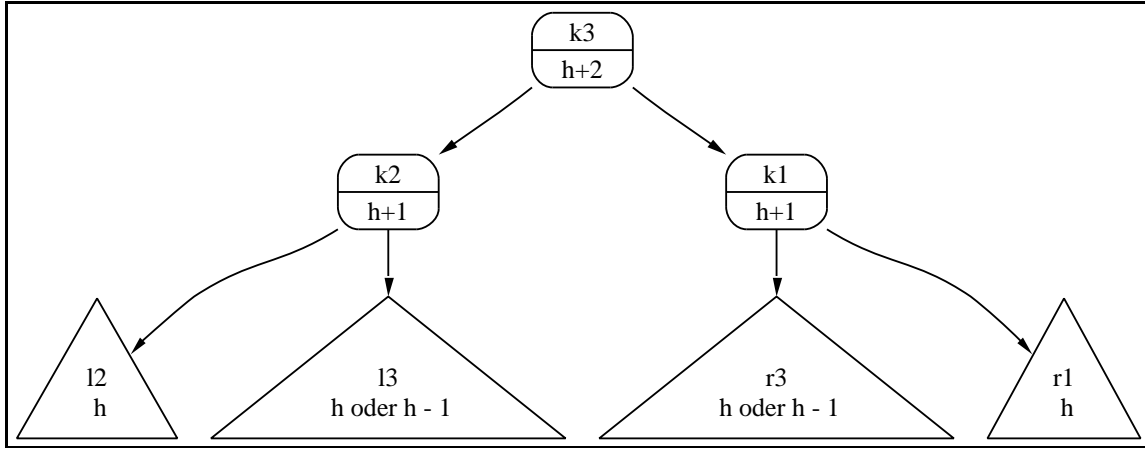 k3
h+2
k2
h+1
k1
h+1
l2
h
l3
h oder h - 1
r3
h oder h - 1
r1
h